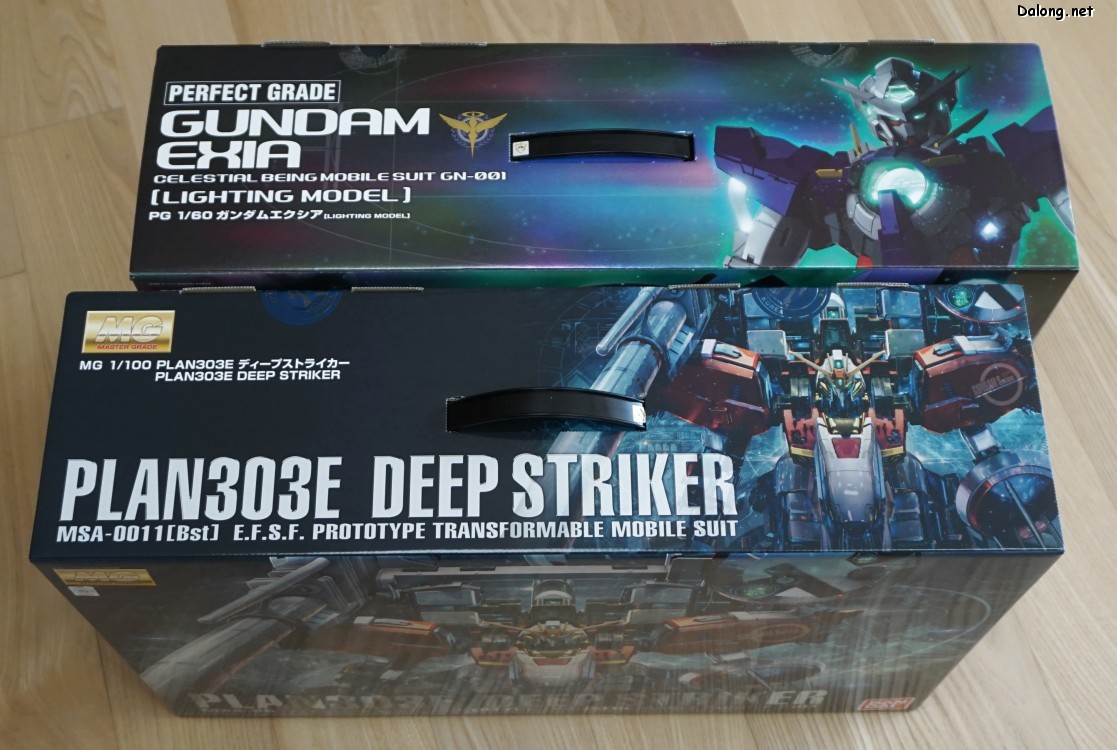 Dalong.net
PERFECT GRADE
GUNDAM
EXIA
CELESTIAL BEING MOBILE SUIT GN-001
[LIGHTING MODEL]
PG 1/60 ガンダムエクシア[LIGHTING MODEL]
MG
MASTER GRADE
MG 1/100 PLAN303E ディープストライカー
PLAN303E DEEP STRIKER
PLAN303E DEEP STRIKER
MSA-0011[Bst] E.F.S.F. PROTOTYPE TRANSFORMABLE MOBILE SUIT
PLAN303E DEEP STRIKER